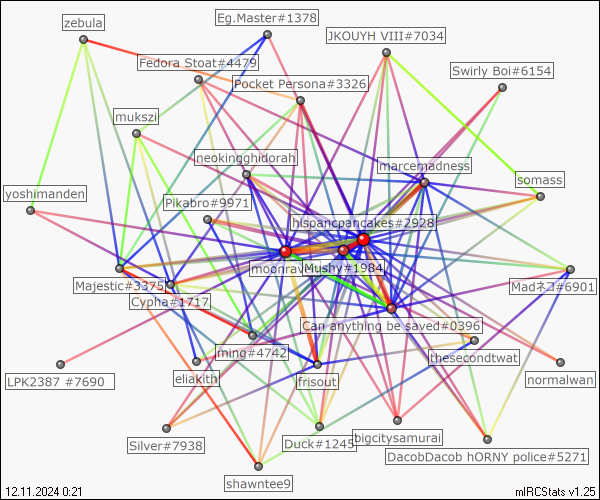 Eg.Master#1378
zebula
JKOUYH VIII#7034
Fedora Stoat#4479
Swirly Boi#6154
Pocket Persona#3326
mukszi
neokingghidorah
marcemadness
somass
yoshimanden
Pikabro#9971
hispancpancakes#2928
moonrav
Mushy#1984
Majestic#3375
Cypha#1717
Madネコ#6901
Can anything be saved#0396
ming#4742
thesecondtwat
eliakith
frisout
normalwan
LPK2387 #7690
Silver#7938
Duck#1245
bigcitysamurai
DacobDacob hORNY police#5271
shawntee9
12.11.2024 0:21
mIRCStats v1.25